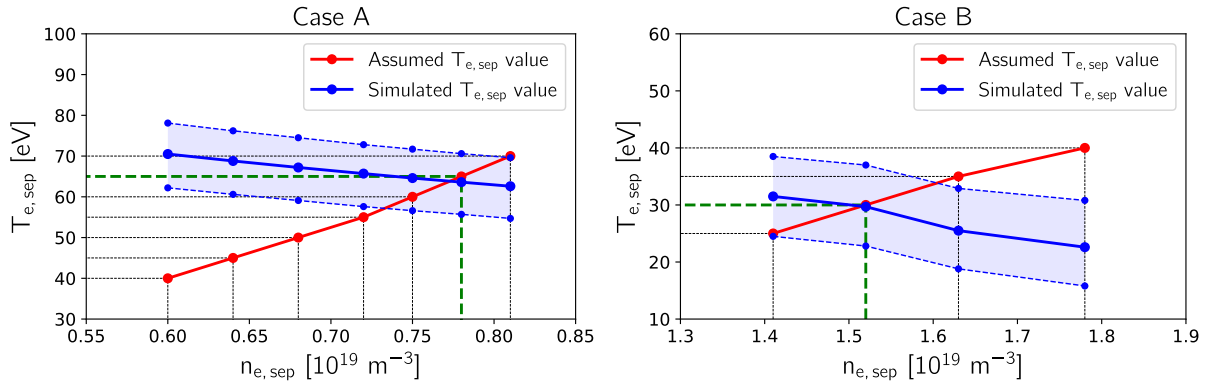 Case A
100
90
80
70
60
50
40
30
T_e, sep [eV]
Assumed T_e, sep value
Simulated T_e, sep value
0.55 0.60 0.65 0.70 0.75 0.80 0.85
n_e, sep [10^19 m^−3]
Case B
60
50
40
30
20
10
T_e, sep [eV]
Assumed T_e, sep value
Simulated T_e, sep value
1.3 1.4 1.5 1.6 1.7 1.8 1.9
n_e, sep [10^19 m^−3]